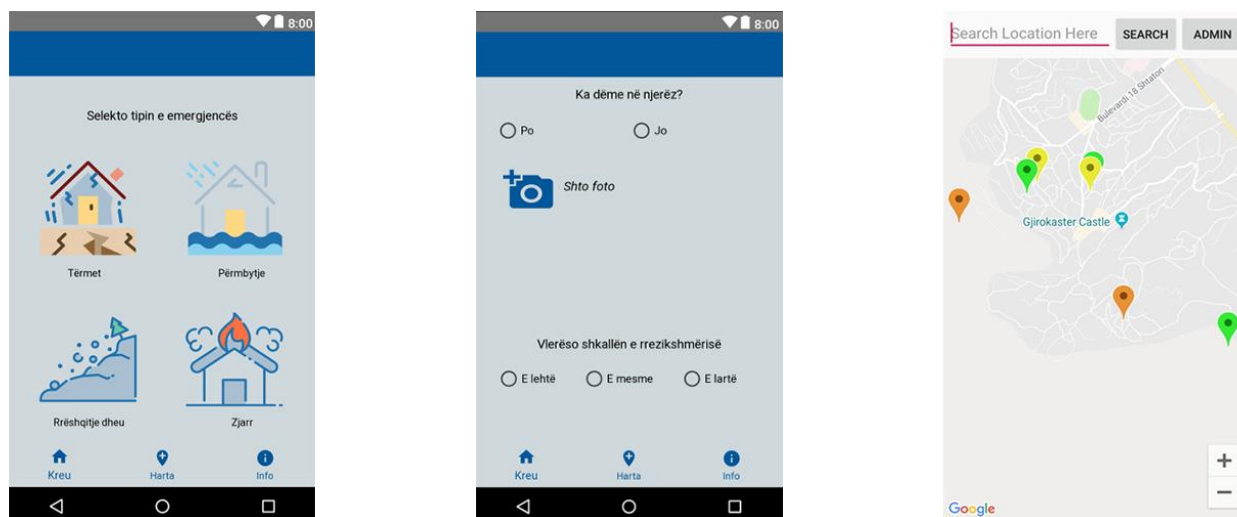 8:00
Selekto tipin e emergjencës
Tërmet
Përmbytje
Rrëshqitje dheu
Zjarr
Kreu
Harta
Info
8:00
Ka dëme në njerëz?
Po
Jo
Shto foto
Vlerëso shkallën e rrezikshmërisë
E lehtë
E mesme
E lartë
Kreu
Harta
Info
Search Location Here
SEARCH
ADMIN
Bulevardi 18 Shtatori
Gjirokaster Castle
+
−
Google